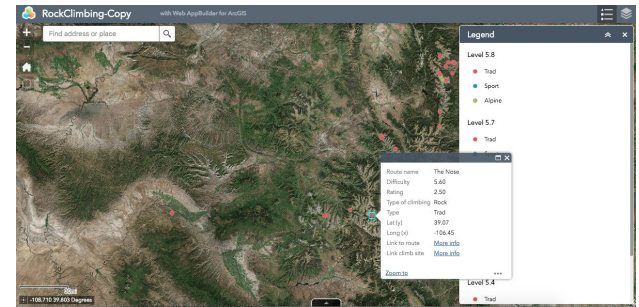 RockClimbing-Copy with Web AppBuilder for ArcGIS
Find address or place
Legend
Level 5.8
Trad
Sport
Alpine
Level 5.7
Trad
Route name The Nose
Difficulty 5.60
Rating 2.50
Type of climbing Rock
Type Trad
Lat (y) 39.07
Long (x) -106.45
Link to route More info
Link climb site More info
Zoom to
Level 5.4
Trad
-108.710 39.803 Degrees